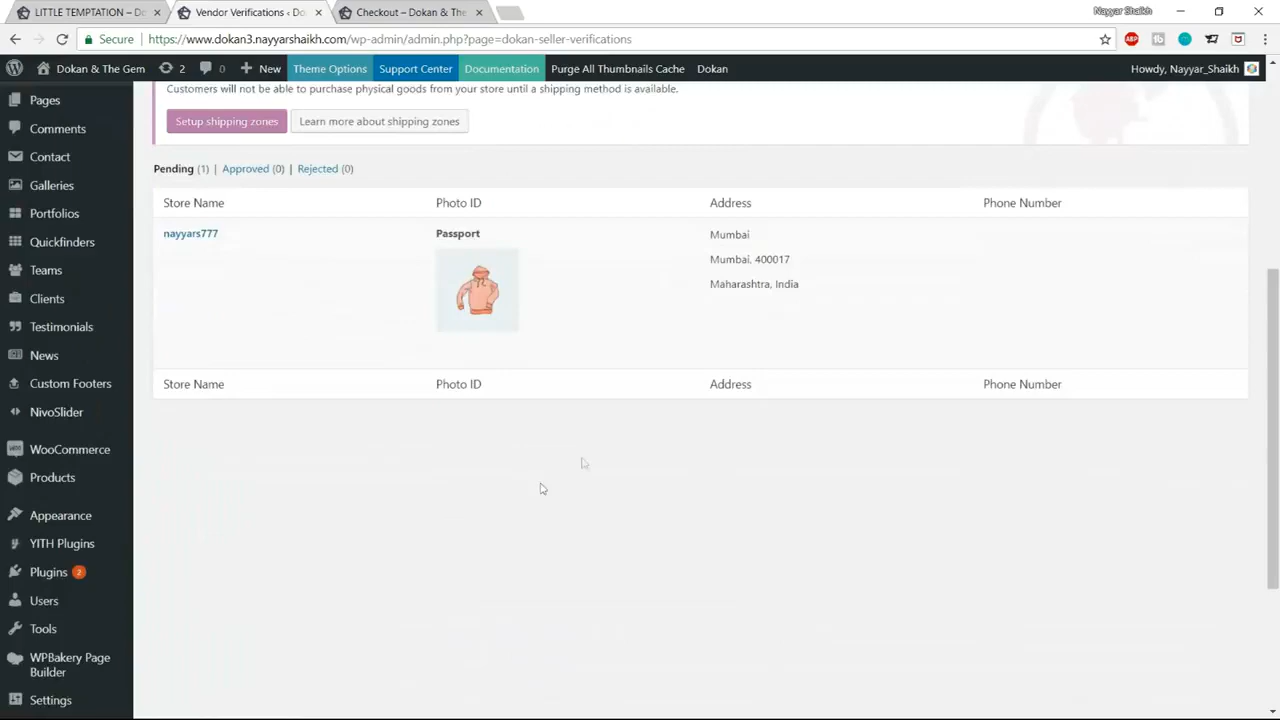 LITTLE TEMPTATION – Do
Vendor Verifications ‹ Do
Checkout – Dokan & The
Nayyar Shaikh
Secure
https://www.dokan3.nayyarshaikh.com/wp-admin/admin.php?page=dokan-seller-verifications
ABP
Dokan & The Gem
2
0
New
Theme Options
Support Center
Documentation
Purge All Thumbnails Cache
Dokan
Howdy, Nayyar_Shaikh
Pages
Comments
Contact
Galleries
Portfolios
Quickfinders
Teams
Clients
Testimonials
News
Custom Footers
NivoSlider
WooCommerce
Products
Appearance
YITH Plugins
Plugins 2
Users
Tools
WPBakery Page
Builder
Settings
Customers will not be able to purchase physical goods from your store until a shipping method is available.
Setup shipping zones
Learn more about shipping zones
Pending (1) | Approved (0) | Rejected (0)
Store Name Photo ID Address Phone Number
nayyars777
Passport
Mumbai
Mumbai, 400017
Maharashtra, India
Store Name Photo ID Address Phone Number